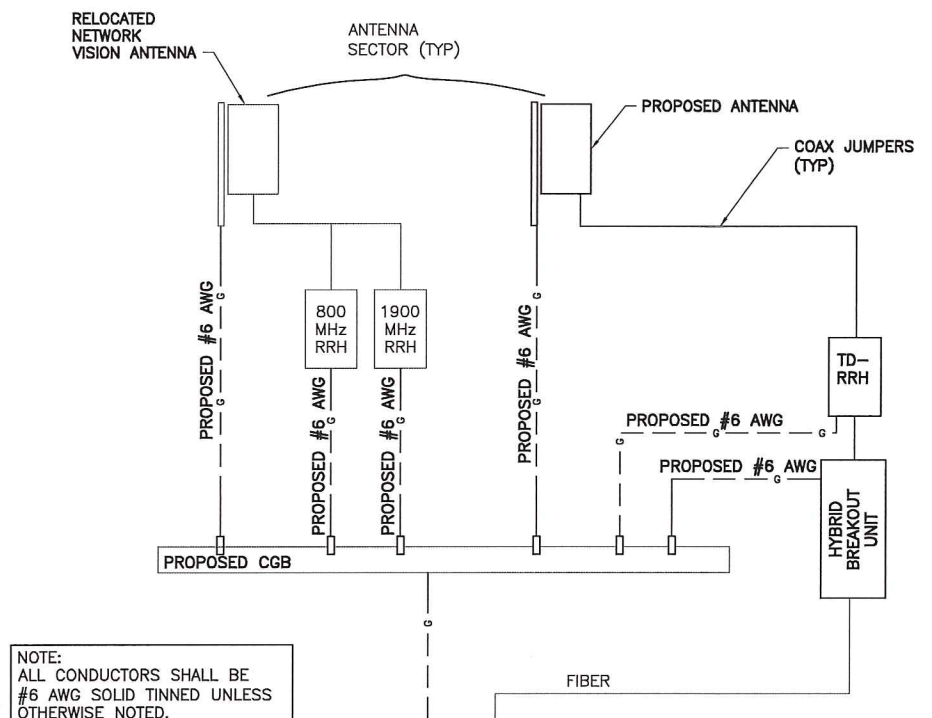 RELOCATED
NETWORK
VISION ANTENNA
ANTENNA
SECTOR (TYP)
PROPOSED ANTENNA
COAX JUMPERS
(TYP)
PROPOSED #6 AWG
G
G
800
MHz
RRH
1900
MHz
RRH
PROPOSED #6 AWG
G
G
PROPOSED #6 AWG
G
G
PROPOSED #6 AWG
G
G
TD-
RRH
PROPOSED #6 AWG
G
G
G
PROPOSED #6 AWG
G
HYBRID
BREAKOUT
UNIT
PROPOSED CGB
G
NOTE:
ALL CONDUCTORS SHALL BE
#6 AWG SOLID TINNED UNLESS
OTHERWISE NOTED.
FIBER